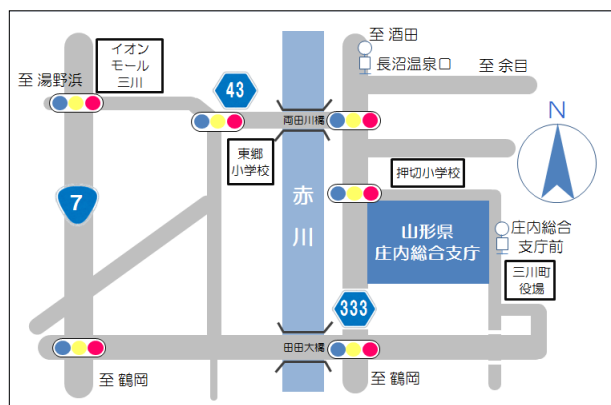 至 酒田
イオン
モール
三川
長沼温泉口
至 湯野浜
至 余目
43
N
両田川橋
東郷
小学校
押切小学校
赤
川
7
山形県
庄内総合支庁
庄内総合
支庁前
三川町
役場
333
田田大橋
至 鶴岡
至 鶴岡